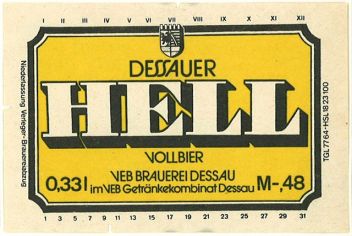 I II III IV V VI VII VIII IX X XI XII
DESSAUER
HELL
VOLLBIER
VEB BRAUEREI DESSAU
0,33 l im VEB Getränkekombinat Dessau M-,48
1 3 5 7 9 11 13 15 17 19 21 23 25 27 29 31
Niederlassung Verleger-Brauereiabzug
TGL 7764-HSL 18 23 100